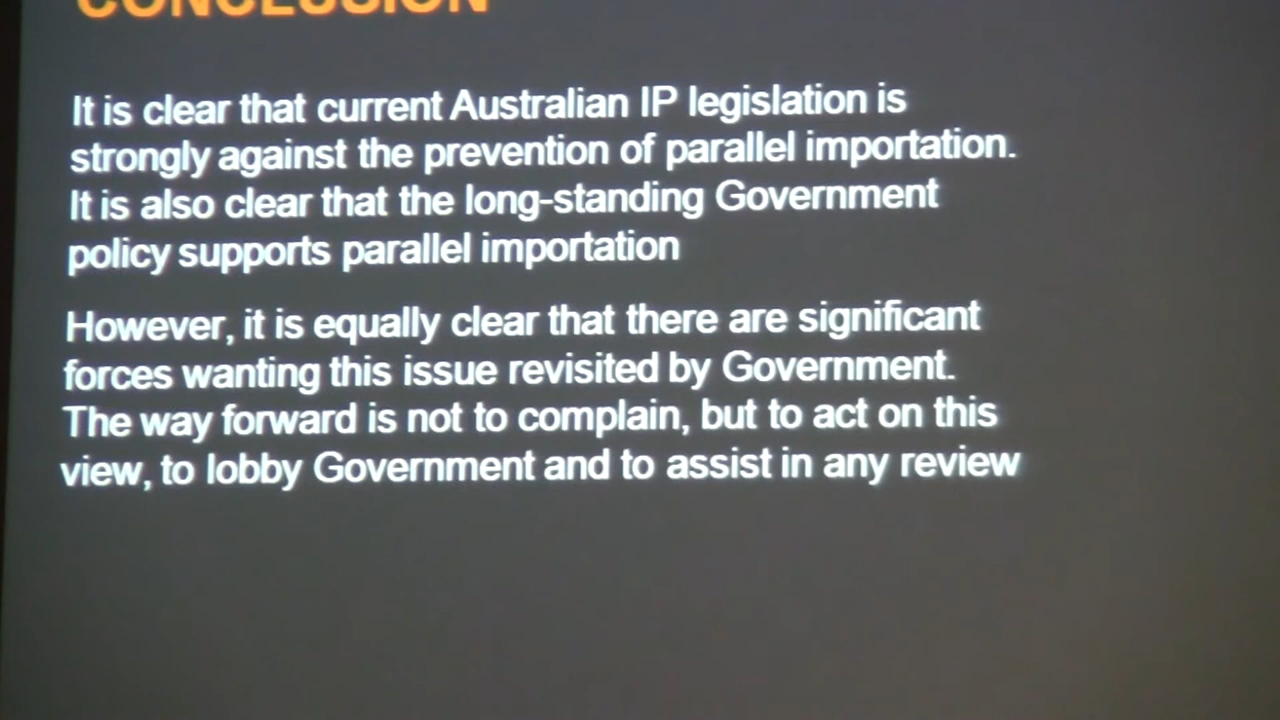 CONCLUSION
It is clear that current Australian IP legislation is
strongly against the prevention of parallel importation.
It is also clear that the long-standing Government
policy supports parallel importation
However, it is equally clear that there are significant
forces wanting this issue revisited by Government.
The way forward is not to complain, but to act on this
view, to lobby Government and to assist in any review